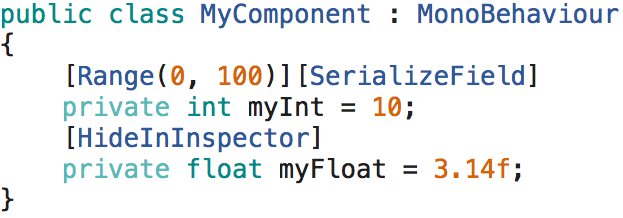 public class MyComponent : MonoBehaviour
{
    [Range(0, 100)][SerializeField]
    private int myInt = 10;
    [HideInInspector]
    private float myFloat = 3.14f;
}